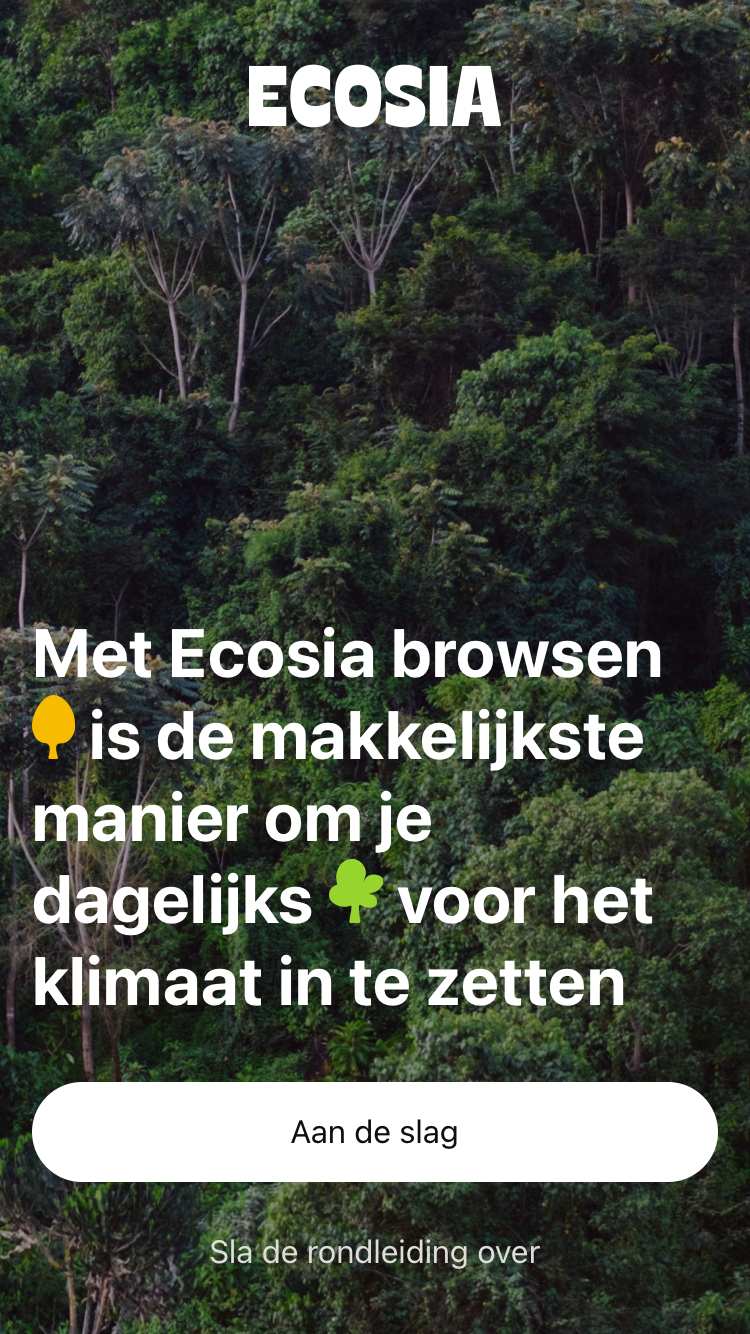 ECOSIA
Met Ecosia browsen
is de makkelijkste
manier om je
dagelijks voor het
klimaat in te zetten
Aan de slag
Sla de rondleiding over